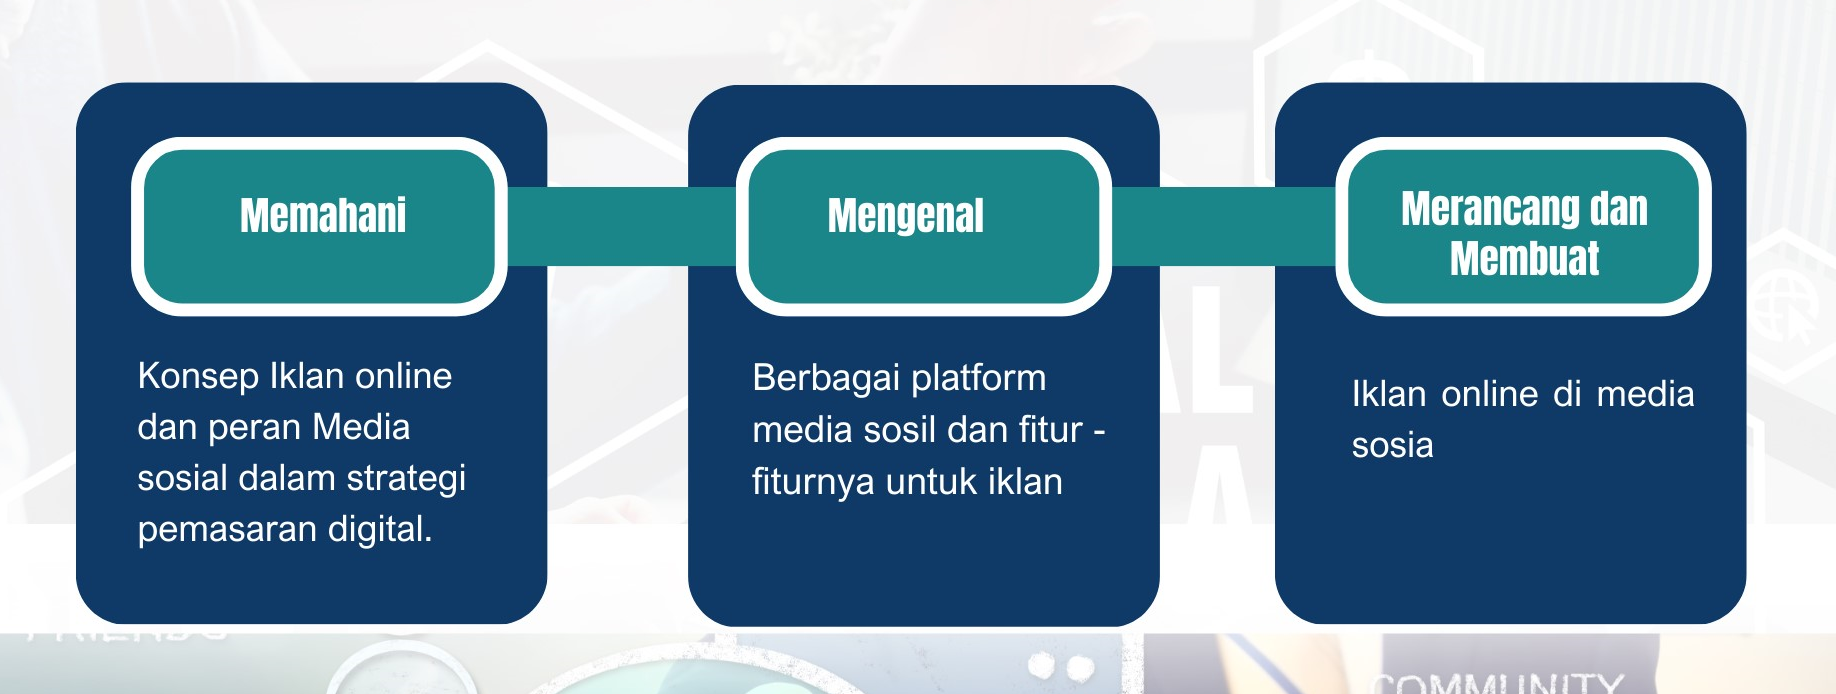 Memahani
Konsep Iklan online
dan peran Media
sosial dalam strategi
pemasaran digital.
Mengenal
Berbagai platform
media sosil dan fitur -
fiturnya untuk iklan
Merancang dan
Membuat
Iklan online di media
sosia
COMMUNITY